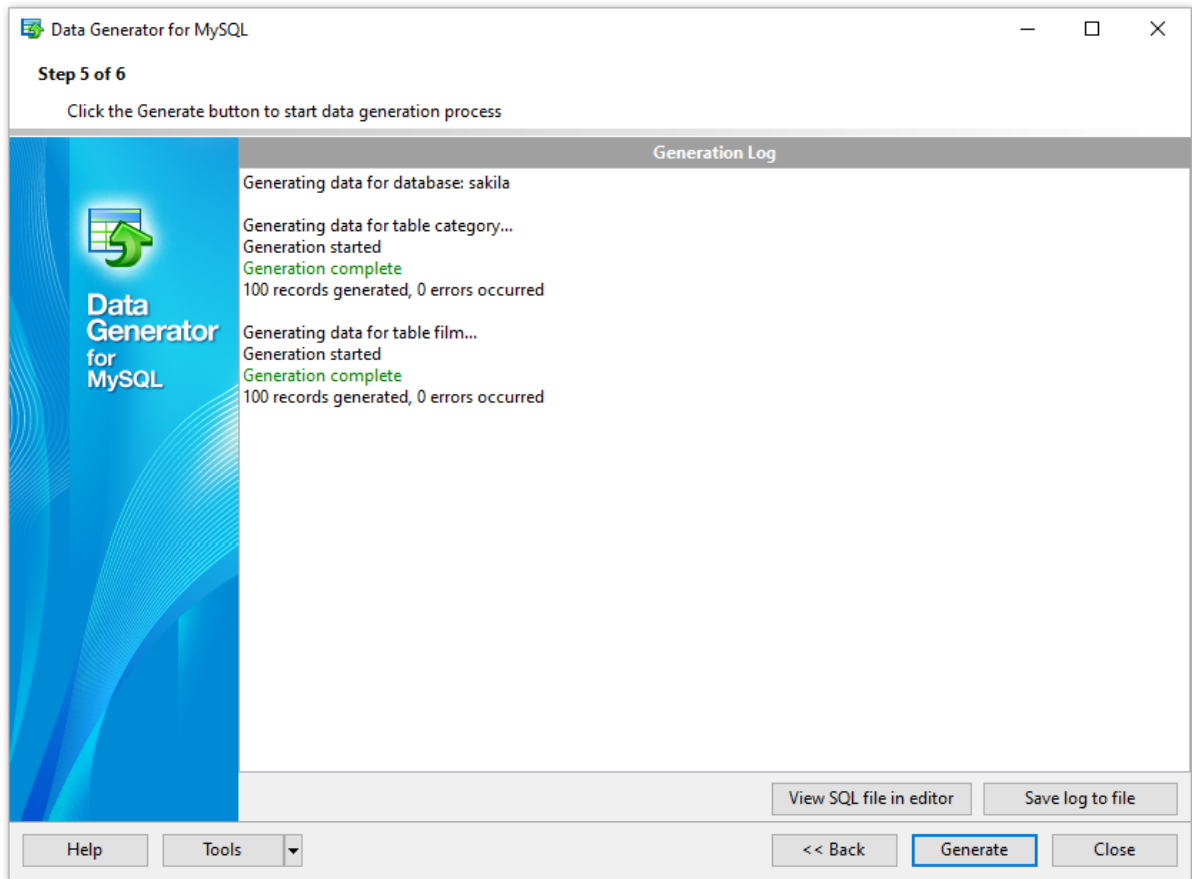 Data Generator for MySQL
Step 5 of 6
Click the Generate button to start data generation process
Generation Log
Data
Generator
for
MySQL
Generating data for database: sakila
Generating data for table category...
Generation started
Generation complete
100 records generated, 0 errors occurred
Generating data for table film...
Generation started
Generation complete
100 records generated, 0 errors occurred
View SQL file in editor
Save log to file
Help
Tools
<< Back
Generate
Close